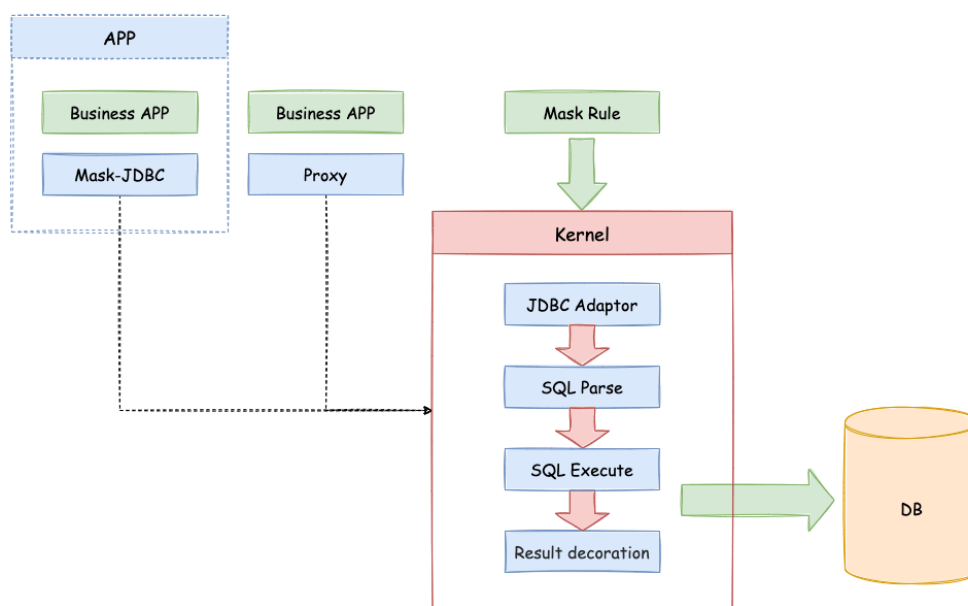 APP
Business APP
Business APP
Mask Rule
Mask-JDBC
Proxy
Kernel
JDBC Adaptor
SQL Parse
SQL Execute
DB
Result decoration